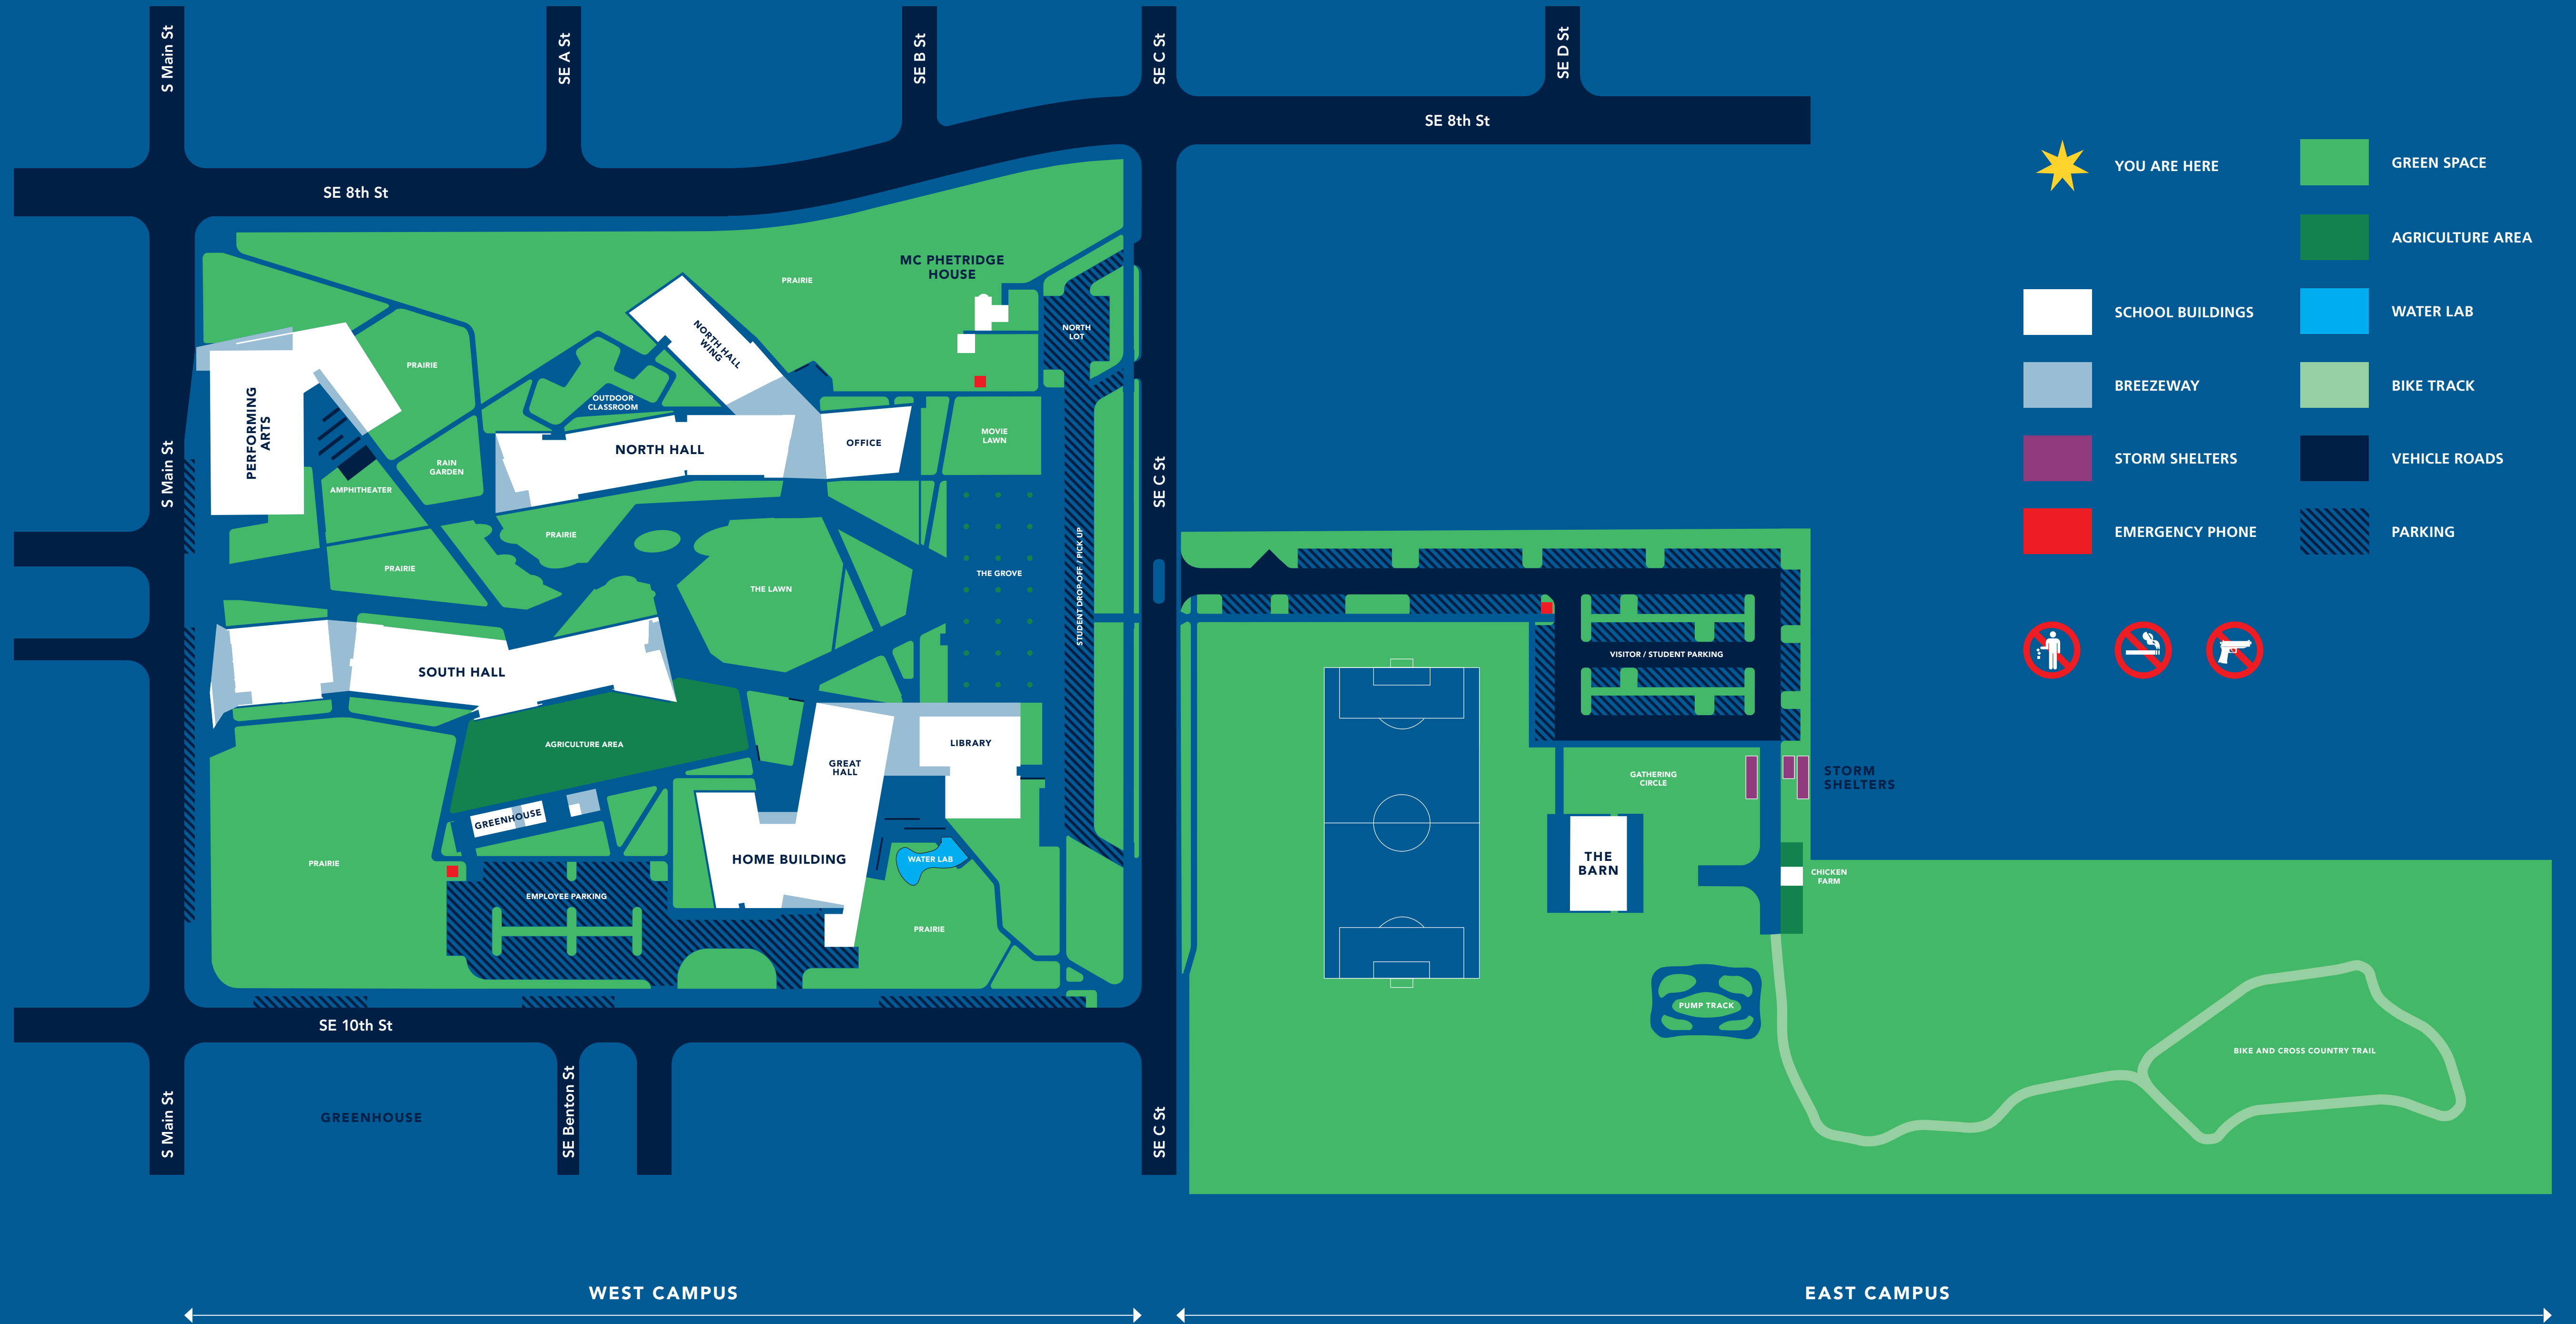 S Main St
SE A St
SE B St
SE C St
SE D St
SE 8th St
SE 8th St
YOU ARE HERE
GREEN SPACE
AGRICULTURE AREA
SCHOOL BUILDINGS
WATER LAB
BREEZEWAY
BIKE TRACK
STORM SHELTERS
VEHICLE ROADS
EMERGENCY PHONE
PARKING
MC PHETRIDGE
HOUSE
PRAIRIE
NORTH
LOT
NORTH HALL
WING
PRAIRIE
OUTDOOR
CLASSROOM
PERFORMING
ARTS
NORTH HALL
OFFICE
MOVIE
LAWN
RAIN
GARDEN
AMPHITHEATER
S Main St
SE C St
PRAIRIE
PRAIRIE
THE LAWN
THE GROVE
STUDENT DROP-OFF / PICK UP
SOUTH HALL
VISITOR / STUDENT PARKING
AGRICULTURE AREA
LIBRARY
GREAT
HALL
GATHERING
CIRCLE
STORM
SHELTERS
GREENHOUSE
HOME BUILDING
WATER LAB
PRAIRIE
THE
BARN
CHICKEN
FARM
EMPLOYEE PARKING
PRAIRIE
PUMP TRACK
SE 10th St
BIKE AND CROSS COUNTRY TRAIL
S Main St
GREENHOUSE
SE Benton St
SE C St
WEST CAMPUS
EAST CAMPUS